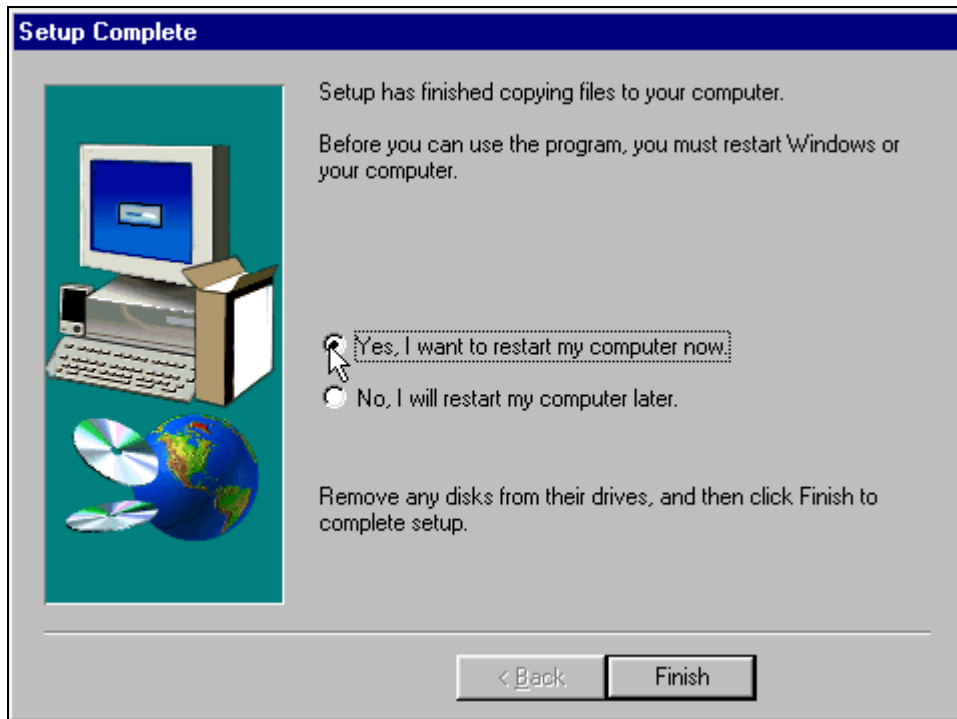 Setup Complete
Setup has finished copying files to your computer.
Before you can use the program, you must restart Windows or
your computer.
Yes, I want to restart my computer now.
No, I will restart my computer later.
Remove any disks from their drives, and then click Finish to
complete setup.
< Back
Finish